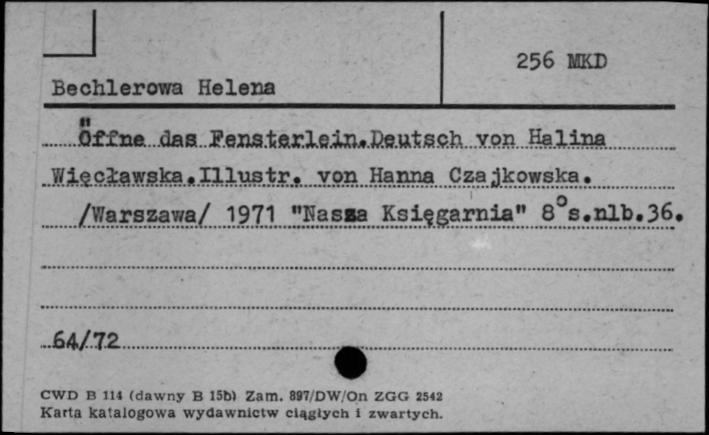 256 MKD
Bechlerowa Helena
Öffne das Fensterlein.Deutsch von Halina
Więcławska.Illustr. von Hanna Czajkowska.
/Warszawa/ 1971 "Nasza Księgarnia" 8°s.nlb.36.
64/72
CWD B 114 (dawny B 15b) Zam. 897/DW/On ZGG 2542
Karta katalogowa wydawnictw ciągłych i zwartych.